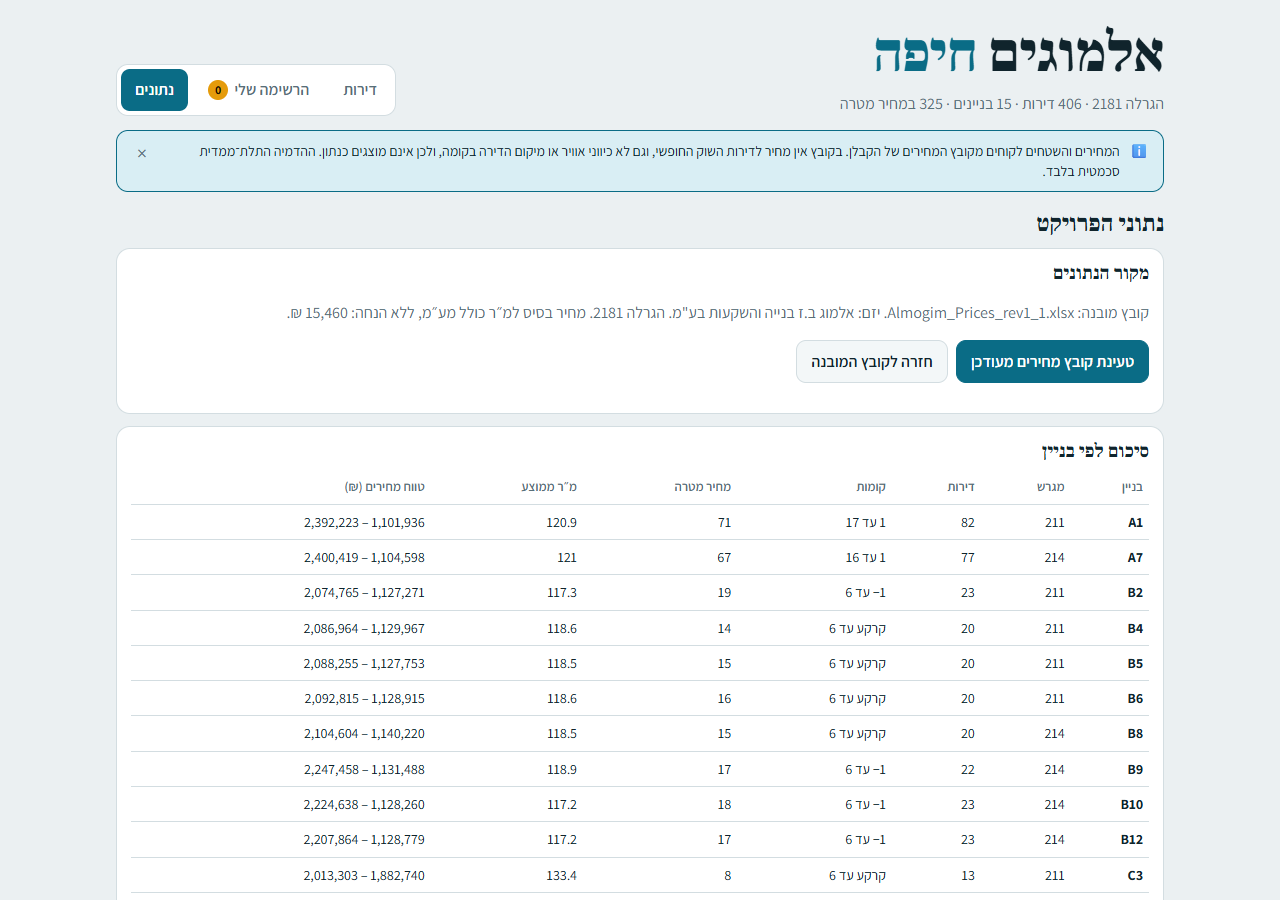 אלמוגים חיפה
הגרלה 2181 · 406 דירות · 15 בניינים · 325 במחיר מטרה
דירות הרשימה שלי 0 נתונים
המחירים והשטחים לקוחים מקובץ המחירים של הקבלן. בקובץ אין מחיר לדירות השוק החופשי, וגם לא כיווני אוויר או מיקום הדירה בקומה, ולכן אינם מוצגים כנתון. ההדמיה התלת־ממדית ×
סכמטית בלבד.
נתוני הפרויקט
מקור הנתונים
קובץ מובנה: Almogim_Prices_rev1_1.xlsx. יזם: אלמוג ב.ז בנייה והשקעות בע"מ. הגרלה 2181. מחיר בסיס למ״ר כולל מע״מ, ללא הנחה: 15,460 ₪.
טעינת קובץ מחירים מעודכן חזרה לקובץ המובנה
סיכום לפי בניין
בניין מגרש דירות קומות מחיר מטרה מ״ר ממוצע טווח מחירים (₪)
A1 211 82 1 עד 17 71 120.9 1,101,936 – 2,392,223
A7 214 77 1 עד 16 67 121 1,104,598 – 2,400,419
B2 211 23 1− עד 6 19 117.3 1,127,271 – 2,074,765
B4 211 20 קרקע עד 6 14 118.6 1,129,967 – 2,086,964
B5 211 20 קרקע עד 6 15 118.5 1,127,753 – 2,088,255
B6 211 20 קרקע עד 6 16 118.6 1,128,915 – 2,092,815
B8 214 20 קרקע עד 6 15 118.5 1,140,220 – 2,104,604
B9 214 22 1− עד 6 17 118.9 1,131,488 – 2,247,458
B10 214 23 1− עד 6 18 117.2 1,128,260 – 2,224,638
B12 214 23 1− עד 6 17 117.2 1,128,779 – 2,207,864
C3 211 13 קרקע עד 6 8 133.4 1,882,740 – 2,013,303